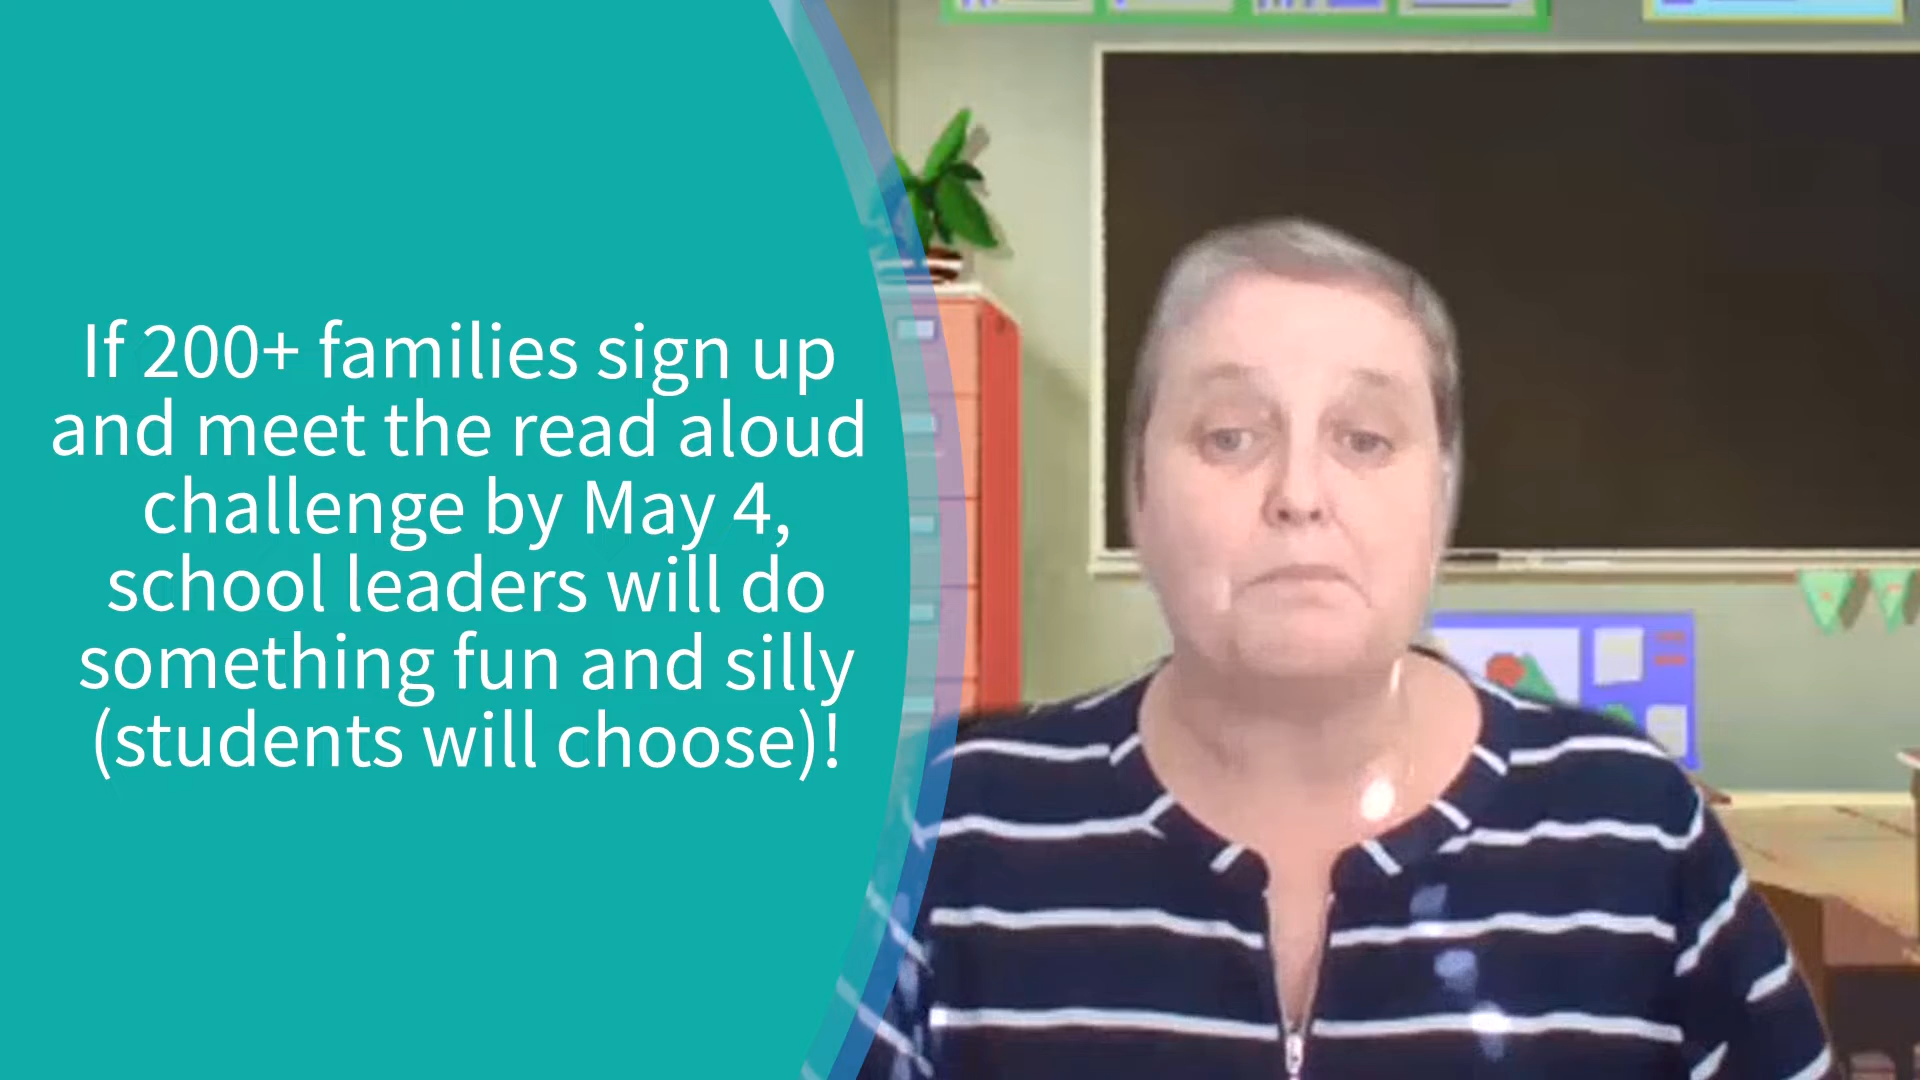 If 200+ families sign up
and meet the read aloud
challenge by May 4,
school leaders will do
something fun and silly
(students will choose)!